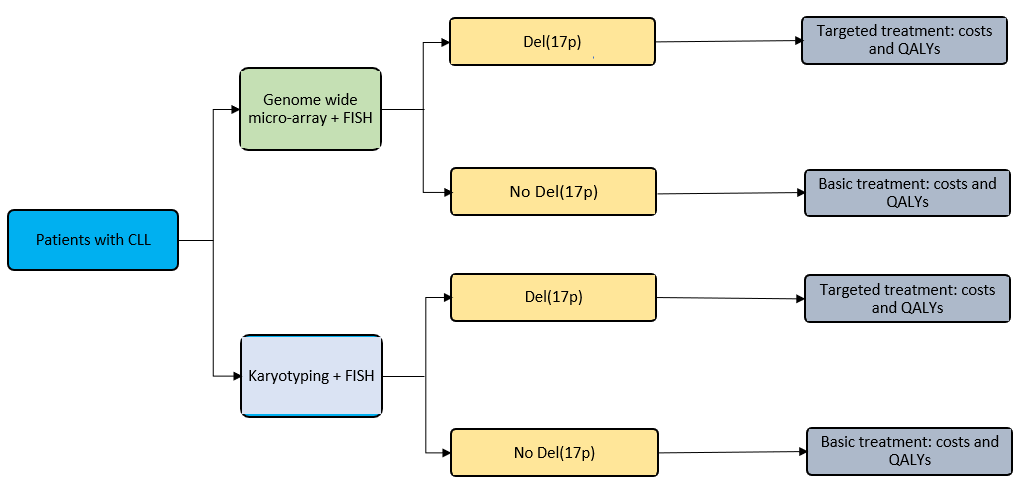 Del(17p)
Targeted treatment: costs
and QALYs
Genome wide
micro-array + FISH
No Del(17p)
Basic treatment: costs and
QALYs
Patients with CLL
Del(17p)
Targeted treatment: costs
and QALYs
Karyotyping + FISH
No Del(17p)
Basic treatment: costs and
QALYs